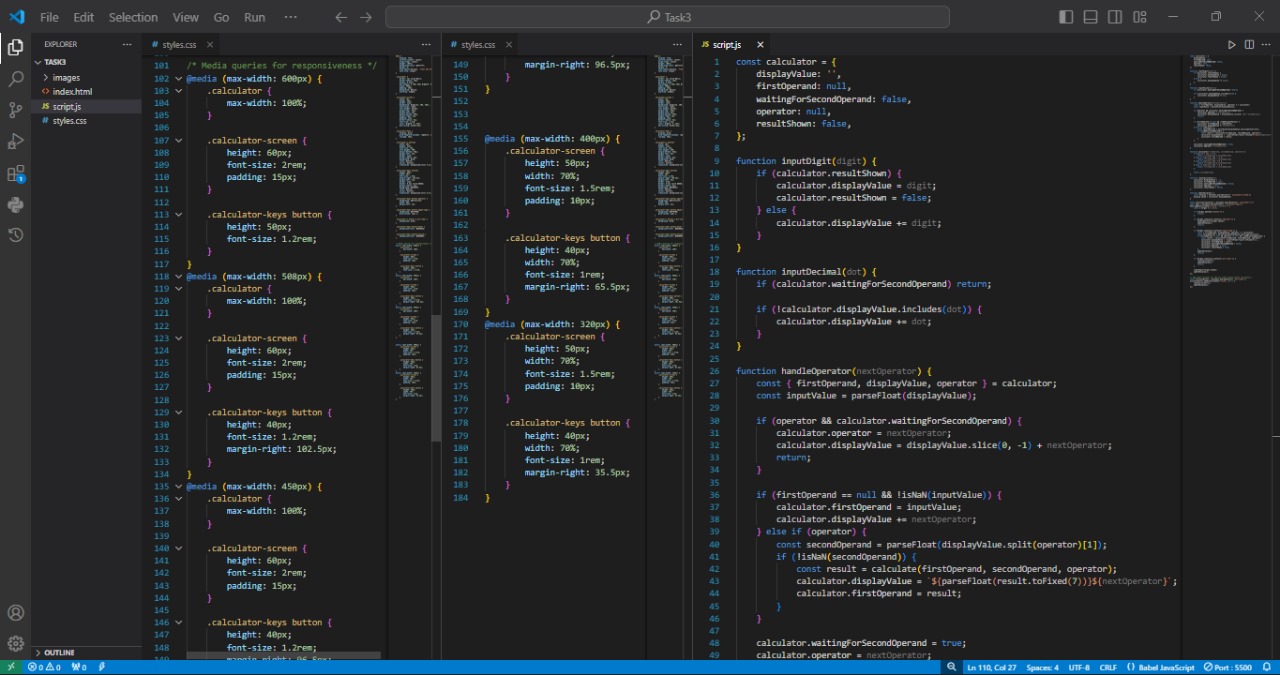 File Edit Selection View Go Run ··· Task3
EXPLORER ···
TASK3
images
index.html
JS script.js
# styles.css
OUTLINE
# styles.css
101 /* Media queries for responsiveness */
102 @media (max-width: 600px) {
103 .calculator {
104 max-width: 100%;
105 }
106
107 .calculator-screen {
108 height: 60px;
109 font-size: 2rem;
110 padding: 15px;
111 }
112
113 .calculator-keys button {
114 height: 50px;
115 font-size: 1.2rem;
116 }
117 }
118 @media (max-width: 508px) {
119 .calculator {
120 max-width: 100%;
121 }
122
123 .calculator-screen {
124 height: 60px;
125 font-size: 2rem;
126 padding: 15px;
127 }
128
129 .calculator-keys button {
130 height: 40px;
131 font-size: 1.2rem;
132 margin-right: 102.5px;
133 }
134 }
135 @media (max-width: 450px) {
136 .calculator {
137 max-width: 100%;
138 }
139
140 .calculator-screen {
141 height: 60px;
142 font-size: 2rem;
143 padding: 15px;
144 }
145
146 .calculator-keys button {
147 height: 40px;
148 font-size: 1.2rem;
149 margin-right: 96.5px;
# styles.css
149 margin-right: 96.5px;
150 }
151 }
152
153
154
155 @media (max-width: 400px) {
156 .calculator-screen {
157 height: 50px;
158 width: 70%;
159 font-size: 1.5rem;
160 padding: 10px;
161 }
162
163 .calculator-keys button {
164 height: 40px;
165 width: 70%;
166 font-size: 1rem;
167 margin-right: 65.5px;
168 }
169 }
170 @media (max-width: 320px) {
171 .calculator-screen {
172 height: 50px;
173 width: 70%;
174 font-size: 1.5rem;
175 padding: 10px;
176 }
177
178 .calculator-keys button {
179 height: 40px;
180 width: 70%;
181 font-size: 1rem;
182 margin-right: 35.5px;
183 }
184 }
JS script.js
1 const calculator = {
2 displayValue: '',
3 firstOperand: null,
4 waitingForSecondOperand: false,
5 operator: null,
6 resultShown: false,
7 };
8
9 function inputDigit(digit) {
10 if (calculator.resultShown) {
11 calculator.displayValue = digit;
12 calculator.resultShown = false;
13 } else {
14 calculator.displayValue += digit;
15 }
16 }
17
18 function inputDecimal(dot) {
19 if (calculator.waitingForSecondOperand) return;
20
21 if (!calculator.displayValue.includes(dot)) {
22 calculator.displayValue += dot;
23 }
24 }
25
26 function handleOperator(nextOperator) {
27 const { firstOperand, displayValue, operator } = calculator;
28 const inputValue = parseFloat(displayValue);
29
30 if (operator && calculator.waitingForSecondOperand) {
31 calculator.operator = nextOperator;
32 calculator.displayValue = displayValue.slice(0, -1) + nextOperator;
33 return;
34 }
35
36 if (firstOperand == null && !isNaN(inputValue)) {
37 calculator.firstOperand = inputValue;
38 calculator.displayValue += nextOperator;
39 } else if (operator) {
40 const secondOperand = parseFloat(displayValue.split(operator)[1]);
41 if (!isNaN(secondOperand)) {
42 const result = calculate(firstOperand, secondOperand, operator);
43 calculator.displayValue = `${parseFloat(result.toFixed(7))}${nextOperator}`;
44 calculator.firstOperand = result;
45 }
46 }
47
48 calculator.waitingForSecondOperand = true;
49 calculator.operator = nextOperator;
0 0 0 Ln 110, Col 27 Spaces: 4 UTF-8 CRLF {} Babel JavaScript Port : 5500